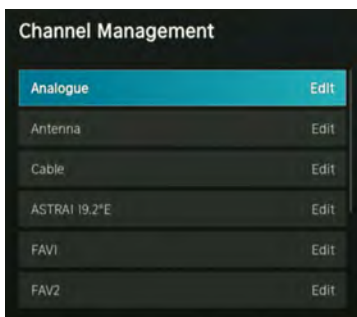 Channel Management
Analogue Edit
Antenna Edit
Cable Edit
ASTRA1 19.2°E Edit
FAV1 Edit
FAV2 Edit